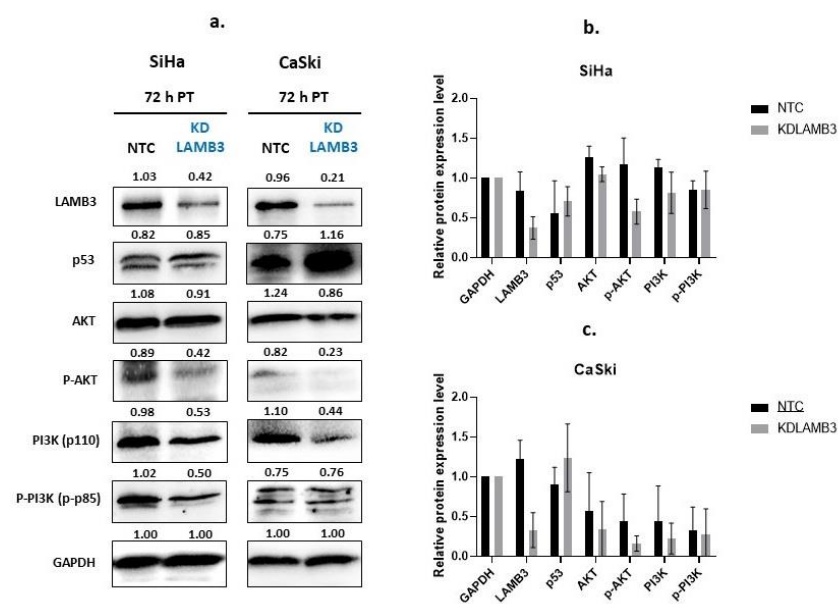 a.
SiHa CaSki
72 h PT 72 h PT
NTC KD LAMB3 NTC KD LAMB3
1.03 0.42 0.96 0.21
LAMB3
0.82 0.85 0.75 1.16
p53
1.08 0.91 1.24 0.86
AKT
0.89 0.42 0.82 0.23
P-AKT
0.98 0.53 1.10 0.44
PI3K (p110)
1.02 0.50 0.75 0.76
P-PI3K (p-p85)
1.00 1.00 1.00 1.00
GAPDH
b.
SiHa
Relative protein expression level
2.0
1.5
1.0
0.5
0.0
GAPDH LAMB3 p53 AKT p-AKT PI3K p-PI3K
NTC
KDLAMB3
c.
CaSki
Relative protein expression level
2.0
1.5
1.0
0.5
0.0
GAPDH LAMB3 p53 AKT p-AKT PI3K p-PI3K
NTC
KDLAMB3